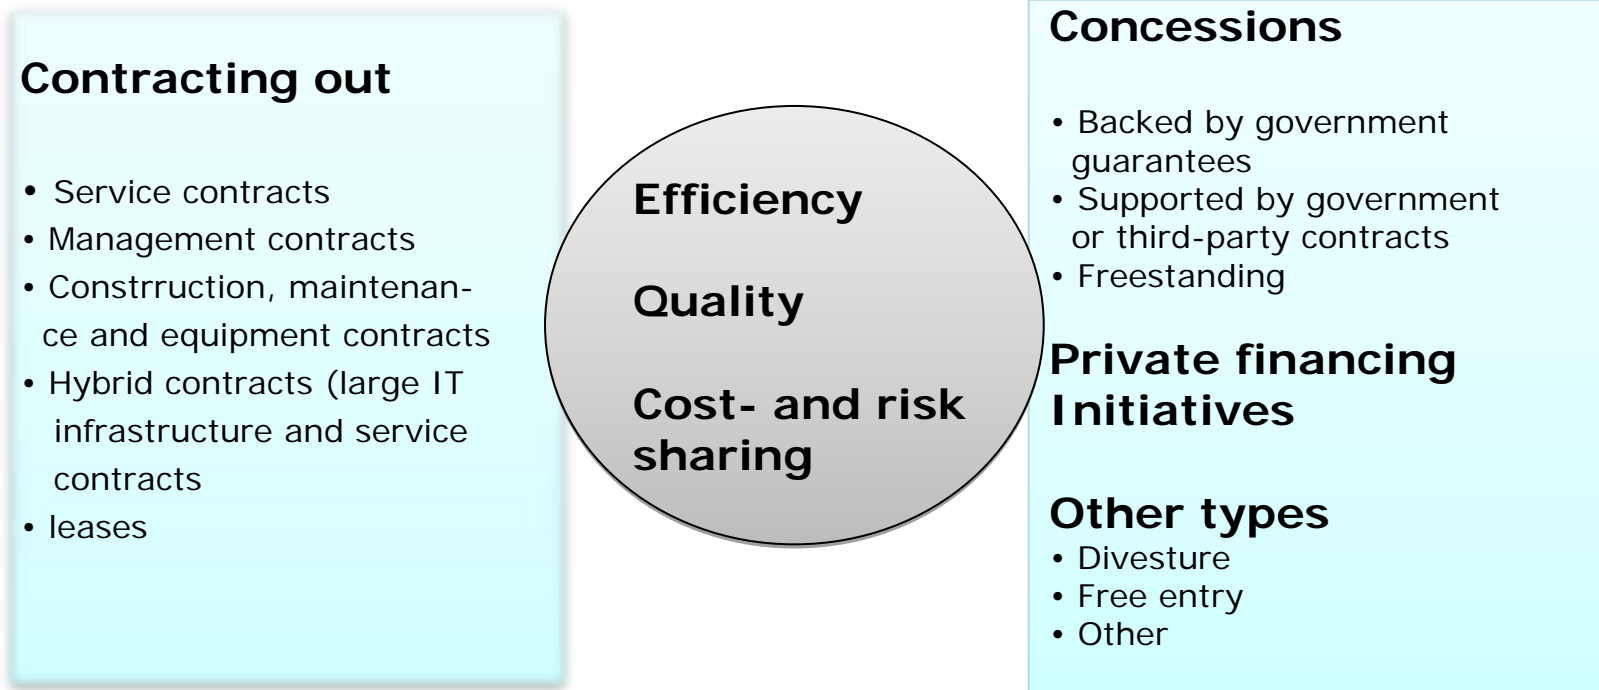 Contracting out
• Service contracts
• Management contracts
• Constrruction, maintenan-
ce and equipment contracts
• Hybrid contracts (large IT
infrastructure and service
contracts
• leases
Efficiency
Quality
Cost- and risk
sharing
Concessions
• Backed by government
guarantees
• Supported by government
or third-party contracts
• Freestanding
Private financing
Initiatives
Other types
• Divesture
• Free entry
• Other